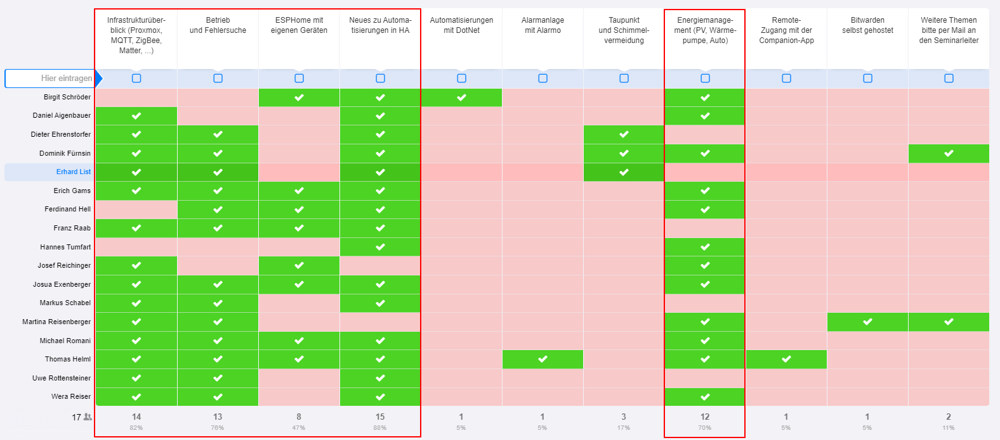 Infrastrukturüber-
blick (Proxmox,
MQTT, ZigBee,
Matter, ...)
Betrieb
und Fehlersuche
ESPHome mit
eigenen Geräten
Neues zu Automa-
tisierungen in HA
Automatisierungen
mit DotNet
Alarmanlage
mit Alarmo
Taupunkt
und Schimmel-
vermeidung
Energiemanage-
ment (PV, Wärme-
pumpe, Auto)
Remote-
Zugang mit der
Companion-App
Bitwarden
selbst gehostet
Weitere Themen
bitte per Mail an
den Seminarleiter
Hier eintragen
Birgit Schröder
Daniel Aigenbauer
Dieter Ehrenstorfer
Dominik Fürnsin
Erhard List
Erich Gams
Ferdinand Hell
Franz Raab
Hannes Tumfart
Josef Reichinger
Josua Exenberger
Markus Schabel
Martina Reisenberger
Michael Romani
Thomas Helml
Uwe Rottensteiner
Wera Reiser
17 14 13 8 15 1 1 3 12 1 1 2
82% 76% 47% 88% 5% 5% 17% 70% 5% 5% 11%